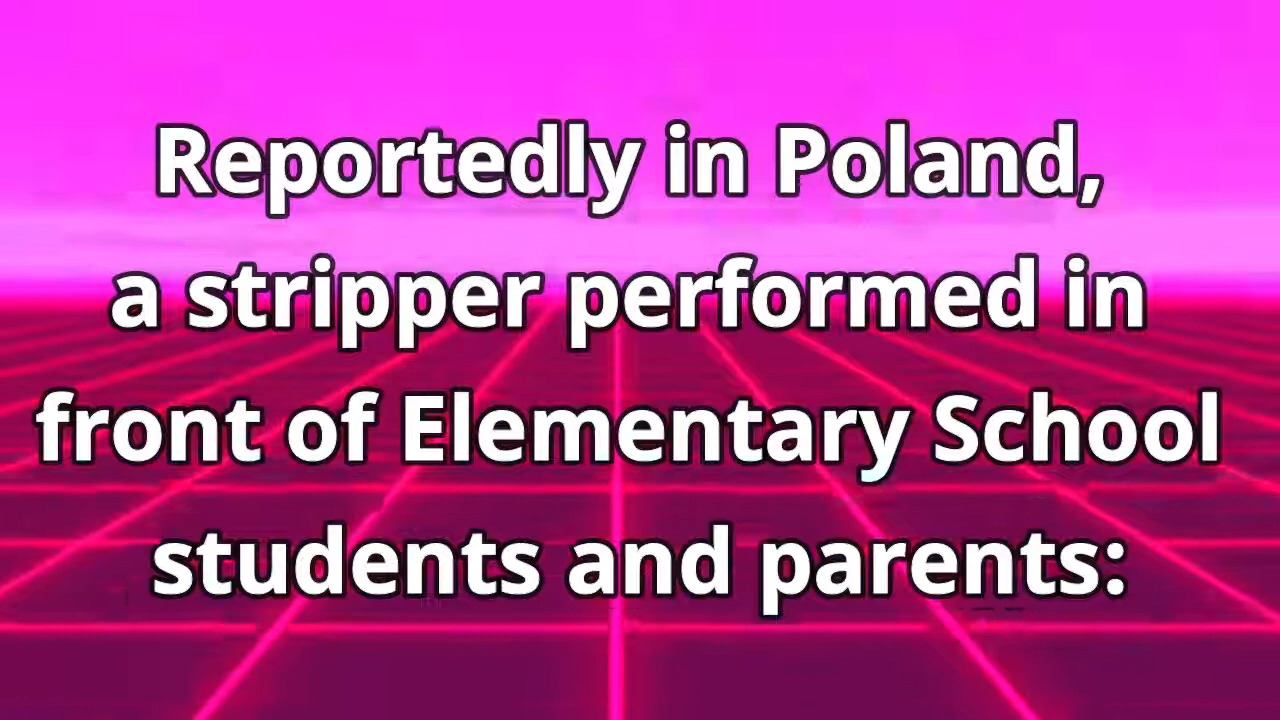 Reportedly in Poland,
a stripper performed in
front of Elementary School
students and parents: